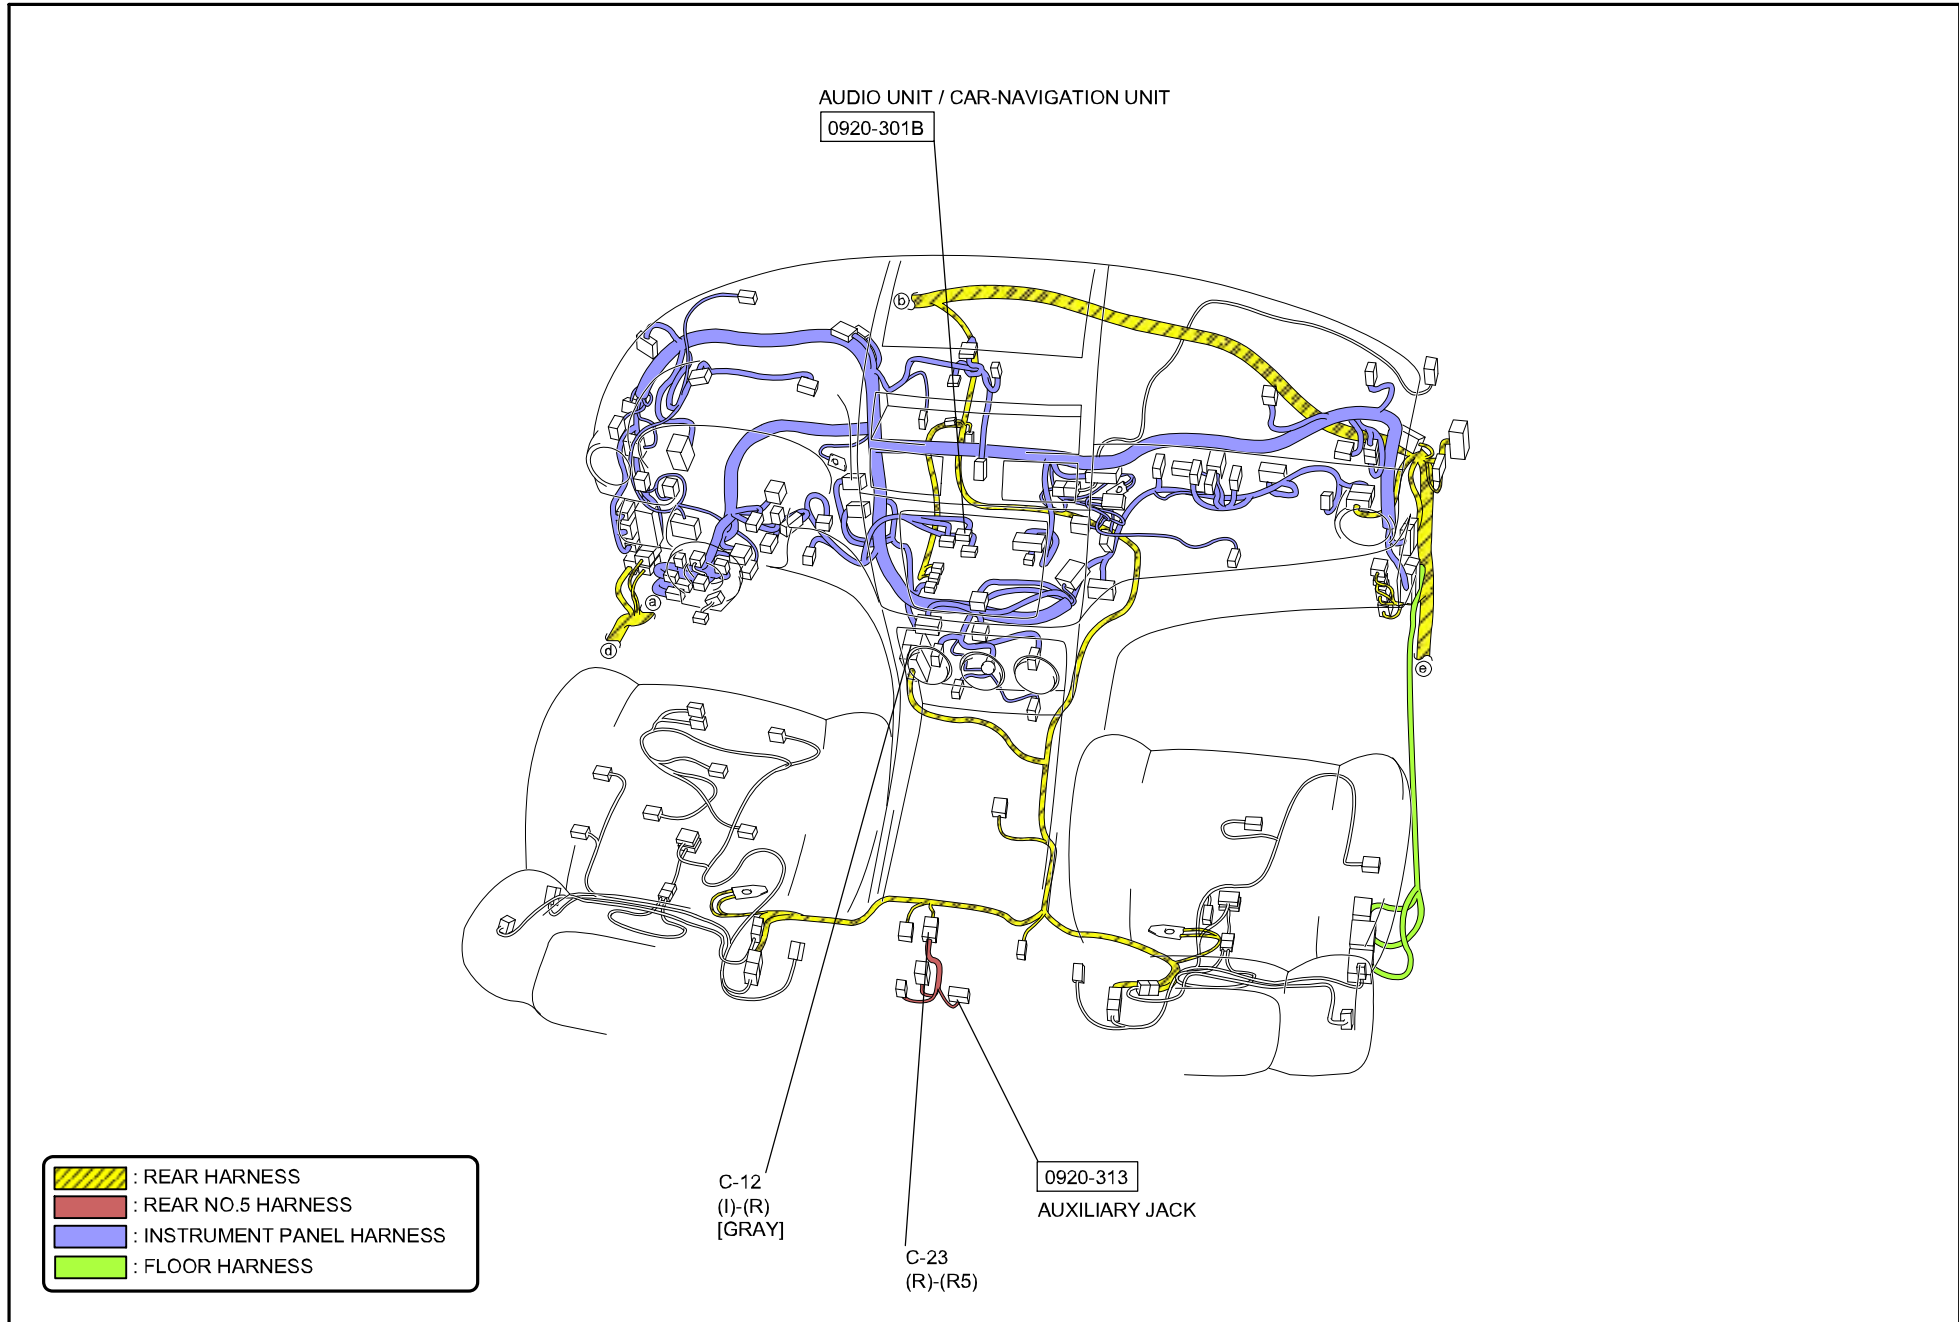 AUDIO UNIT / CAR-NAVIGATION UNIT
0920-301B
b
a
d
e
C-12
(I)-(R)
[GRAY]
C-23
(R)-(R5)
0920-313
AUXILIARY JACK
: REAR HARNESS
: REAR NO.5 HARNESS
: INSTRUMENT PANEL HARNESS
: FLOOR HARNESS